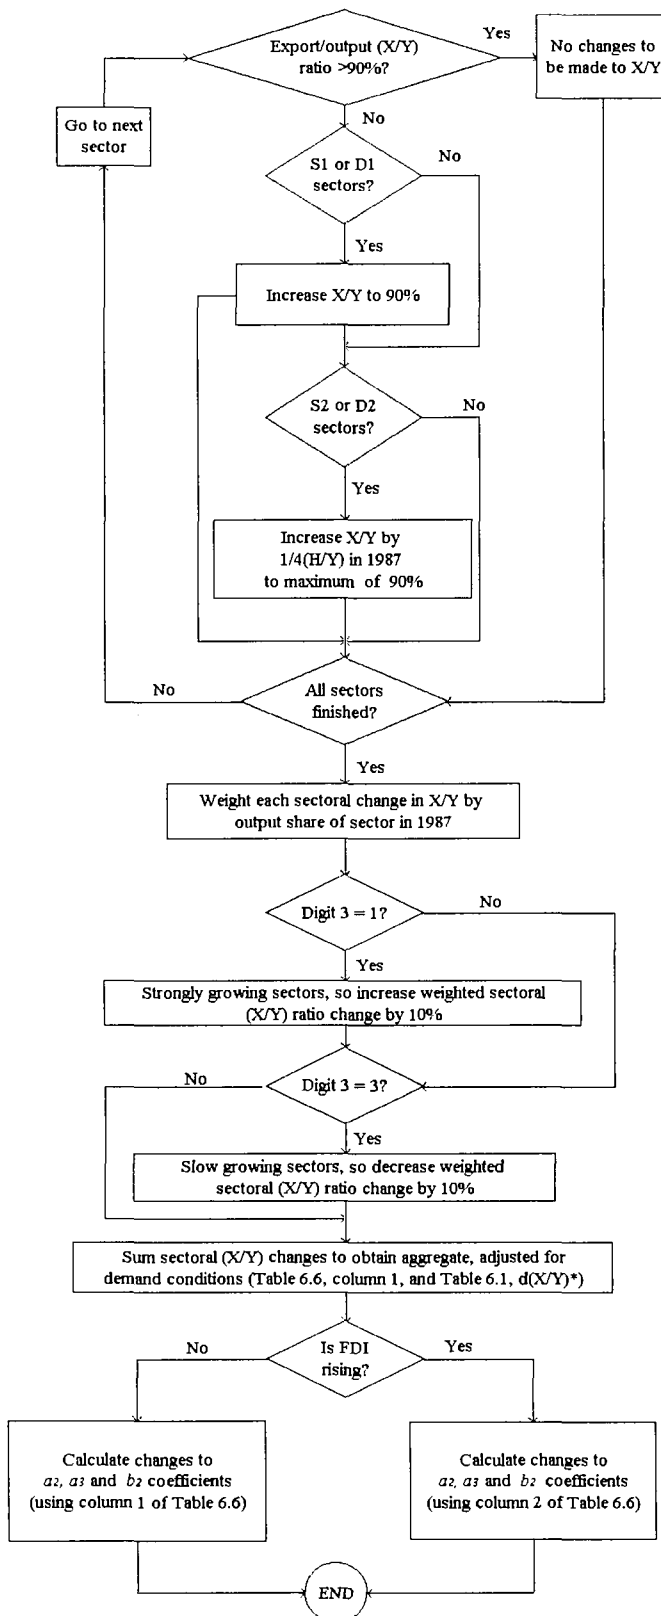 Export/output (X/Y)
ratio >90%?
Yes
No changes to
be made to X/Y
Go to next
sector
No
S1 or D1
sectors?
No
Yes
Increase X/Y to 90%
S2 or D2
sectors?
No
Yes
Increase X/Y by
1/4(H/Y) in 1987
to maximum of 90%
No
All sectors
finished?
Yes
Weight each sectoral change in X/Y by
output share of sector in 1987
Digit 3 = 1?
No
Yes
Strongly growing sectors, so increase weighted sectoral
(X/Y) ratio change by 10%
No
Digit 3 = 3?
Yes
Slow growing sectors, so decrease weighted
sectoral (X/Y) ratio change by 10%
Sum sectoral (X/Y) changes to obtain aggregate, adjusted for
demand conditions (Table 6.6, column 1, and Table 6.1, d(X/Y)*)
No
Is FDI
rising?
Yes
Calculate changes to
a2, a3 and b2 coefficients
(using column 1 of Table 6.6)
Calculate changes to
a2, a3 and b2 coefficients
(using column 2 of Table 6.6)
END